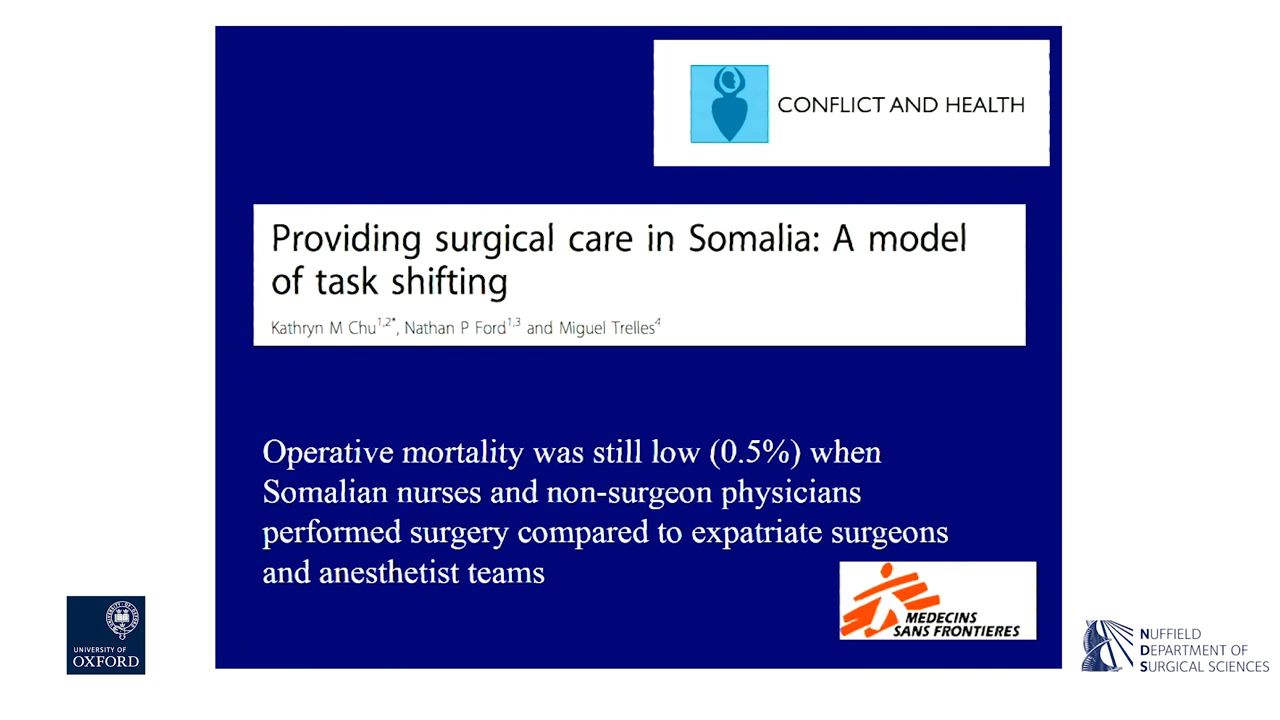 CONFLICT AND HEALTH
Providing surgical care in Somalia: A model
of task shifting
Kathryn M Chu1,2*, Nathan P Ford1,3 and Miguel Trelles4
Operative mortality was still low (0.5%) when
Somalian nurses and non-surgeon physicians
performed surgery compared to expatriate surgeons
and anesthetist teams
MEDECINS
SANS FRONTIERES
UNIVERSITY OF
OXFORD
NUFFIELD
DEPARTMENT OF
SURGICAL SCIENCES